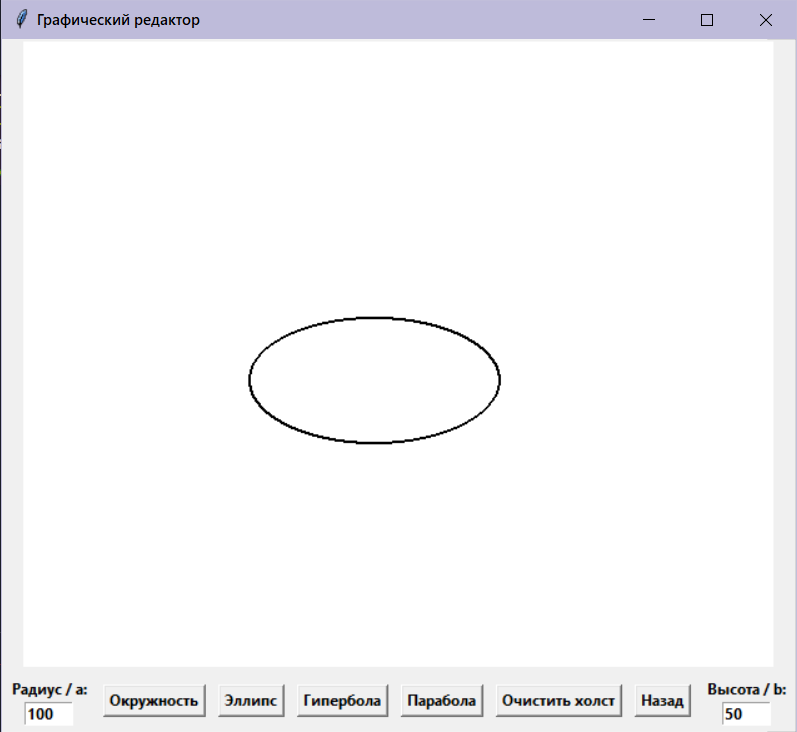 Графический редактор
Радиус / a:
100
Окружность
Эллипс
Гипербола
Парабола
Очистить холст
Назад
Высота / b:
50